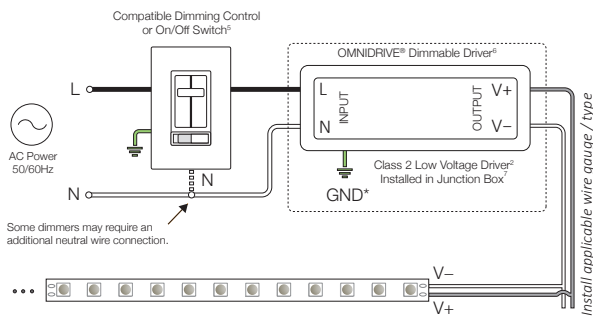 Compatible Dimming Control
or On/Off Switch⁵
OMNIDRIVE® Dimmable Driver⁶
L
L
INPUT
N
OUTPUT
V+
V–
AC Power
50/60Hz
N
N
Class 2 Low Voltage Driver²
Installed in Junction Box⁷
GND*
Some dimmers may require an
additional neutral wire connection.
Install applicable wire gauge / type
V–
V+